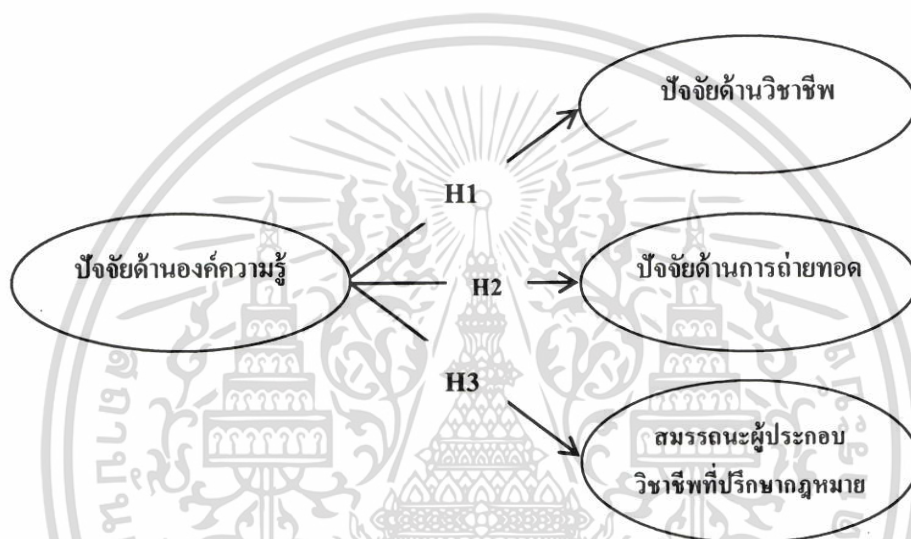 ปัจจัยด้านวิชาชีพ
H1
ปัจจัยด้านองค์ความรู้
H2
ปัจจัยด้านการถ่ายทอด
H3
สมรรถนะผู้ประกอบ
วิชาชีพที่ปรึกษากฎหมาย